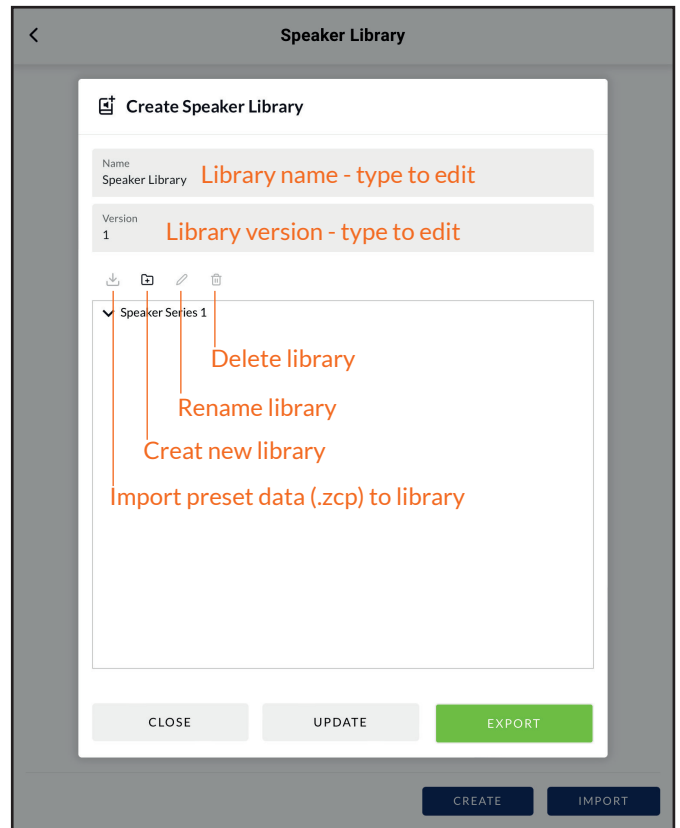 Speaker Library
Create Speaker Library
Name
Speaker Library
Library name - type to edit
Version
1
Library version - type to edit
Speaker Series 1
Delete library
Rename library
Creat new library
Import preset data (.zcp) to library
CLOSE
UPDATE
EXPORT
CREATE
IMPORT